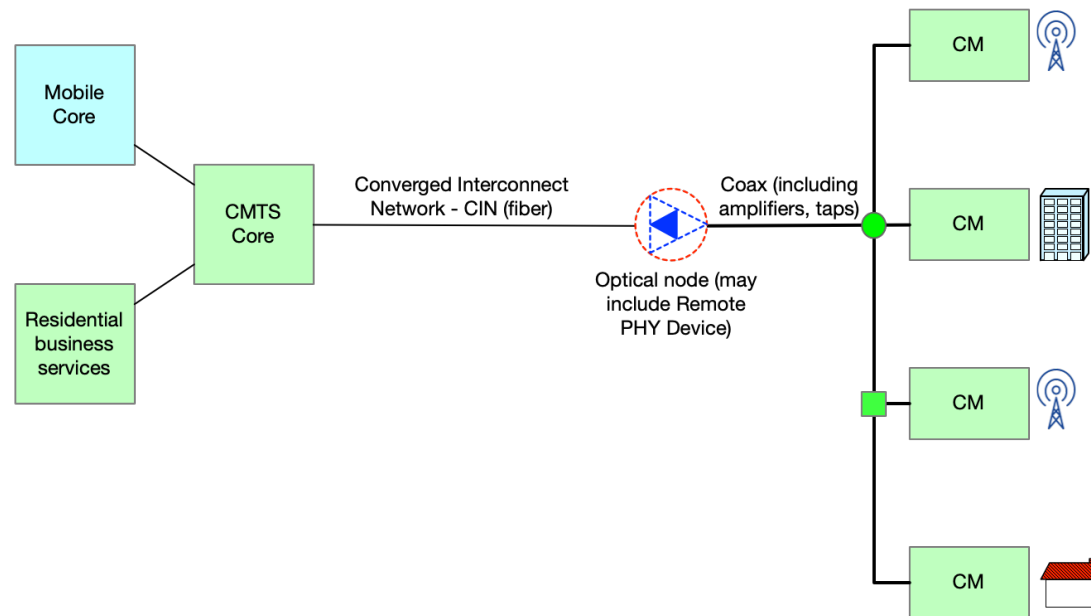 Mobile
Core
CMTS
Core
Residential
business
services
Converged Interconnect
Network - CIN (fiber)
Optical node (may
include Remote
PHY Device)
Coax (including
amplifiers, taps)
CM
CM
CM
CM